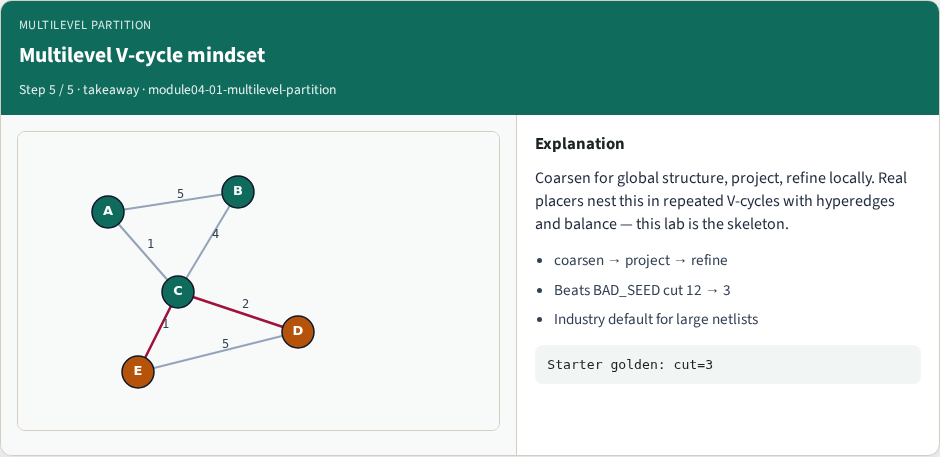 MULTILEVEL PARTITION
Multilevel V-cycle mindset
Step 5 / 5 · takeaway · module04-01-multilevel-partition
5
B
A
4
1
C
2
1
D
5
E
Explanation
Coarsen for global structure, project, refine locally. Real
placers nest this in repeated V-cycles with hyperedges
and balance — this lab is the skeleton.
• coarsen → project → refine
• Beats BAD_SEED cut 12 → 3
• Industry default for large netlists
Starter golden: cut=3